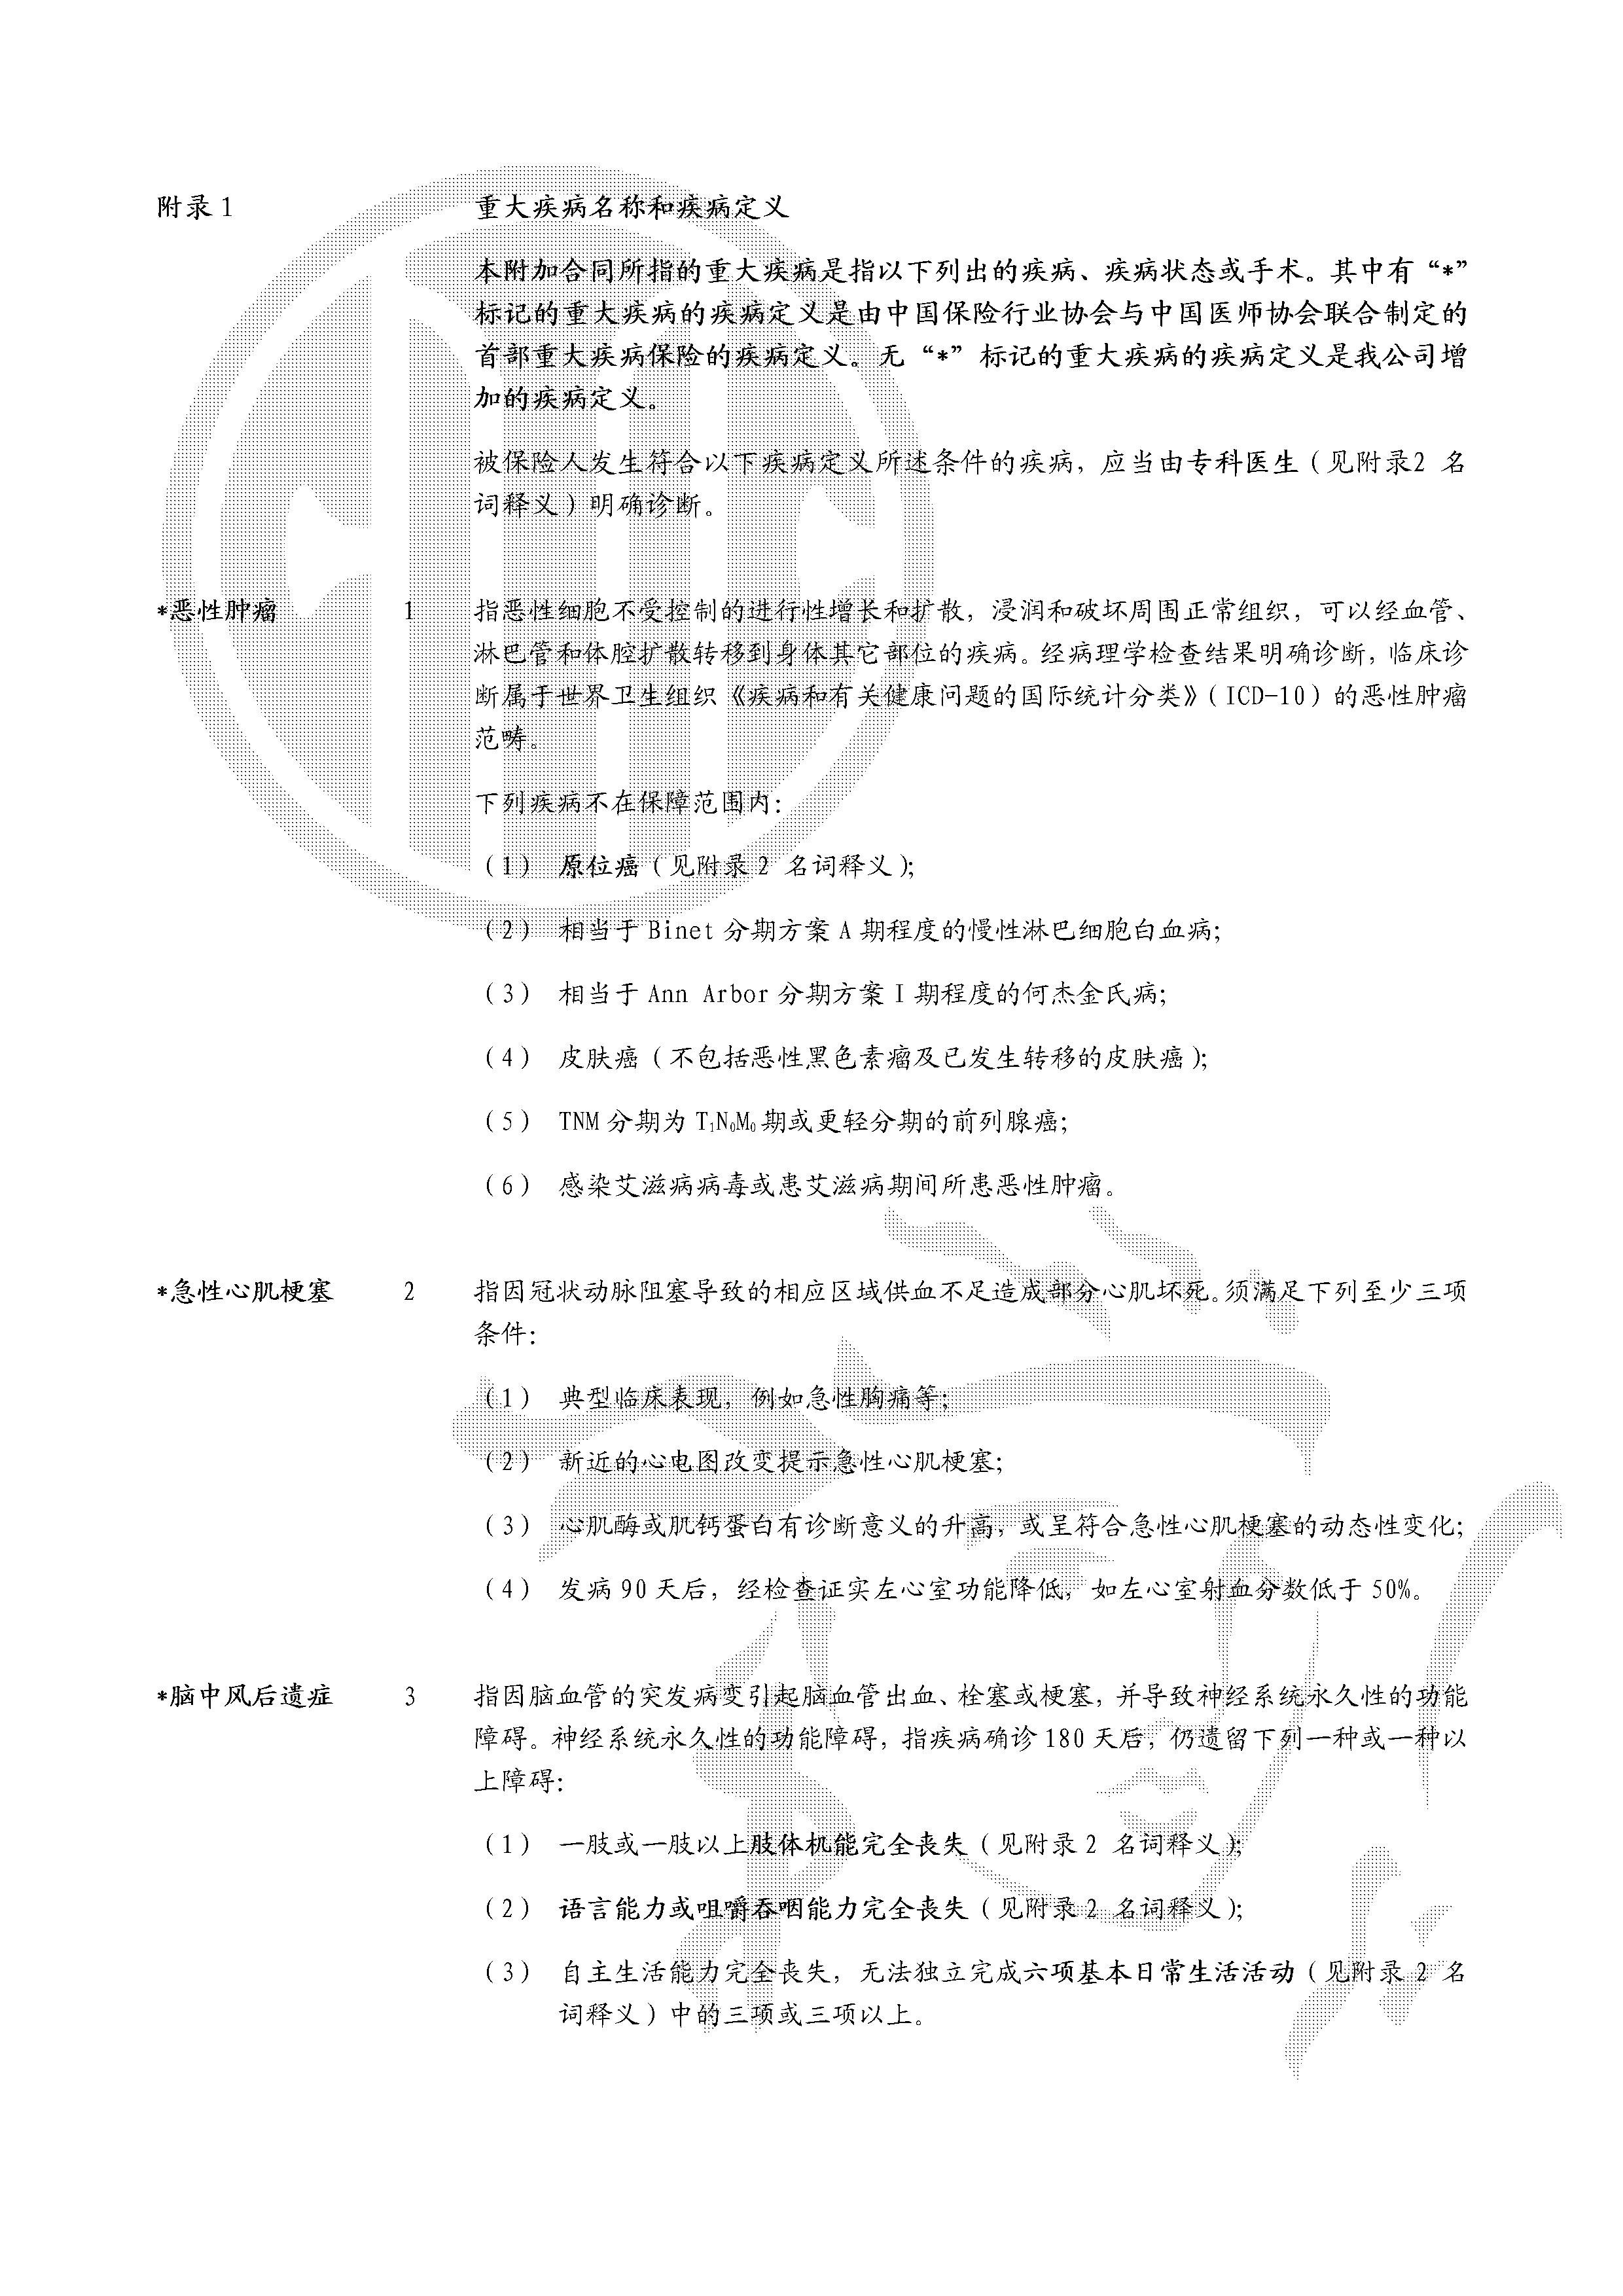 附录1 重大疾病名称和疾病定义
本附加合同所指的重大疾病是指以下列出的疾病、疾病状态或手术。其中有“*”
标记的重大疾病的疾病定义是由中国保险行业协会与中国医师协会联合制定的
首部重大疾病保险的疾病定义。无“*”标记的重大疾病的疾病定义是我公司增
加的疾病定义。
被保险人发生符合以下疾病定义所述条件的疾病，应当由专科医生（见附录2 名
词释义）明确诊断。
*恶性肿瘤 1 指恶性细胞不受控制的进行性增长和扩散，浸润和破坏周围正常组织，可以经血管、
淋巴管和体腔扩散转移到身体其它部位的疾病。经病理学检查结果明确诊断，临床诊
断属于世界卫生组织《疾病和有关健康问题的国际统计分类》（ICD-10）的恶性肿瘤
范畴。
下列疾病不在保障范围内：
（1） 原位癌（见附录2 名词释义）；
（2） 相当于Binet分期方案A期程度的慢性淋巴细胞白血病；
（3） 相当于Ann Arbor分期方案I期程度的何杰金氏病；
（4） 皮肤癌（不包括恶性黑色素瘤及已发生转移的皮肤癌）；
（5） TNM分期为T₁N₀M₀期或更轻分期的前列腺癌；
（6） 感染艾滋病病毒或患艾滋病期间所患恶性肿瘤。
*急性心肌梗塞 2 指因冠状动脉阻塞导致的相应区域供血不足造成部分心肌坏死。须满足下列至少三项
条件：
（1） 典型临床表现，例如急性胸痛等；
（2） 新近的心电图改变提示急性心肌梗塞；
（3） 心肌酶或肌钙蛋白有诊断意义的升高，或呈符合急性心肌梗塞的动态性变化；
（4） 发病90天后，经检查证实左心室功能降低，如左心室射血分数低于50%。
*脑中风后遗症 3 指因脑血管的突发病变引起脑血管出血、栓塞或梗塞，并导致神经系统永久性的功能
障碍。神经系统永久性的功能障碍，指疾病确诊180天后，仍遗留下列一种或一种以
上障碍：
（1） 一肢或一肢以上肢体机能完全丧失（见附录2 名词释义）；
（2） 语言能力或咀嚼吞咽能力完全丧失（见附录2 名词释义）；
（3） 自主生活能力完全丧失，无法独立完成六项基本日常生活活动（见附录2 名
词释义）中的三项或三项以上。